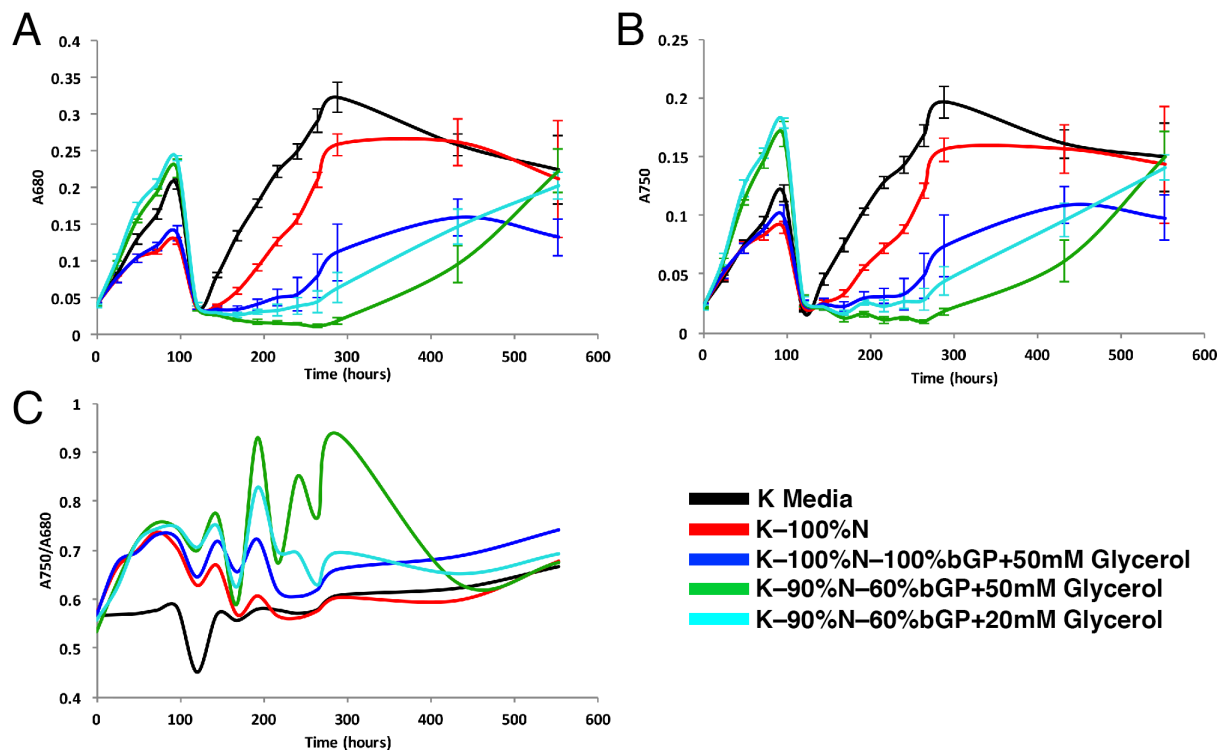 A
0.4
0.35
0.3
0.25
0.2
0.15
0.1
0.05
0
A680
0 100 200 300 400 500 600
Time (hours)
B
0.25
0.2
0.15
0.1
0.05
0
A750
0 100 200 300 400 500 600
Time (hours)
C
1
0.9
0.8
0.7
0.6
0.5
0.4
A750/A680
0 100 200 300 400 500 600
Time (hours)
K Media
K–100%N
K–100%N–100%bGP+50mM Glycerol
K–90%N–60%bGP+50mM Glycerol
K–90%N–60%bGP+20mM Glycerol